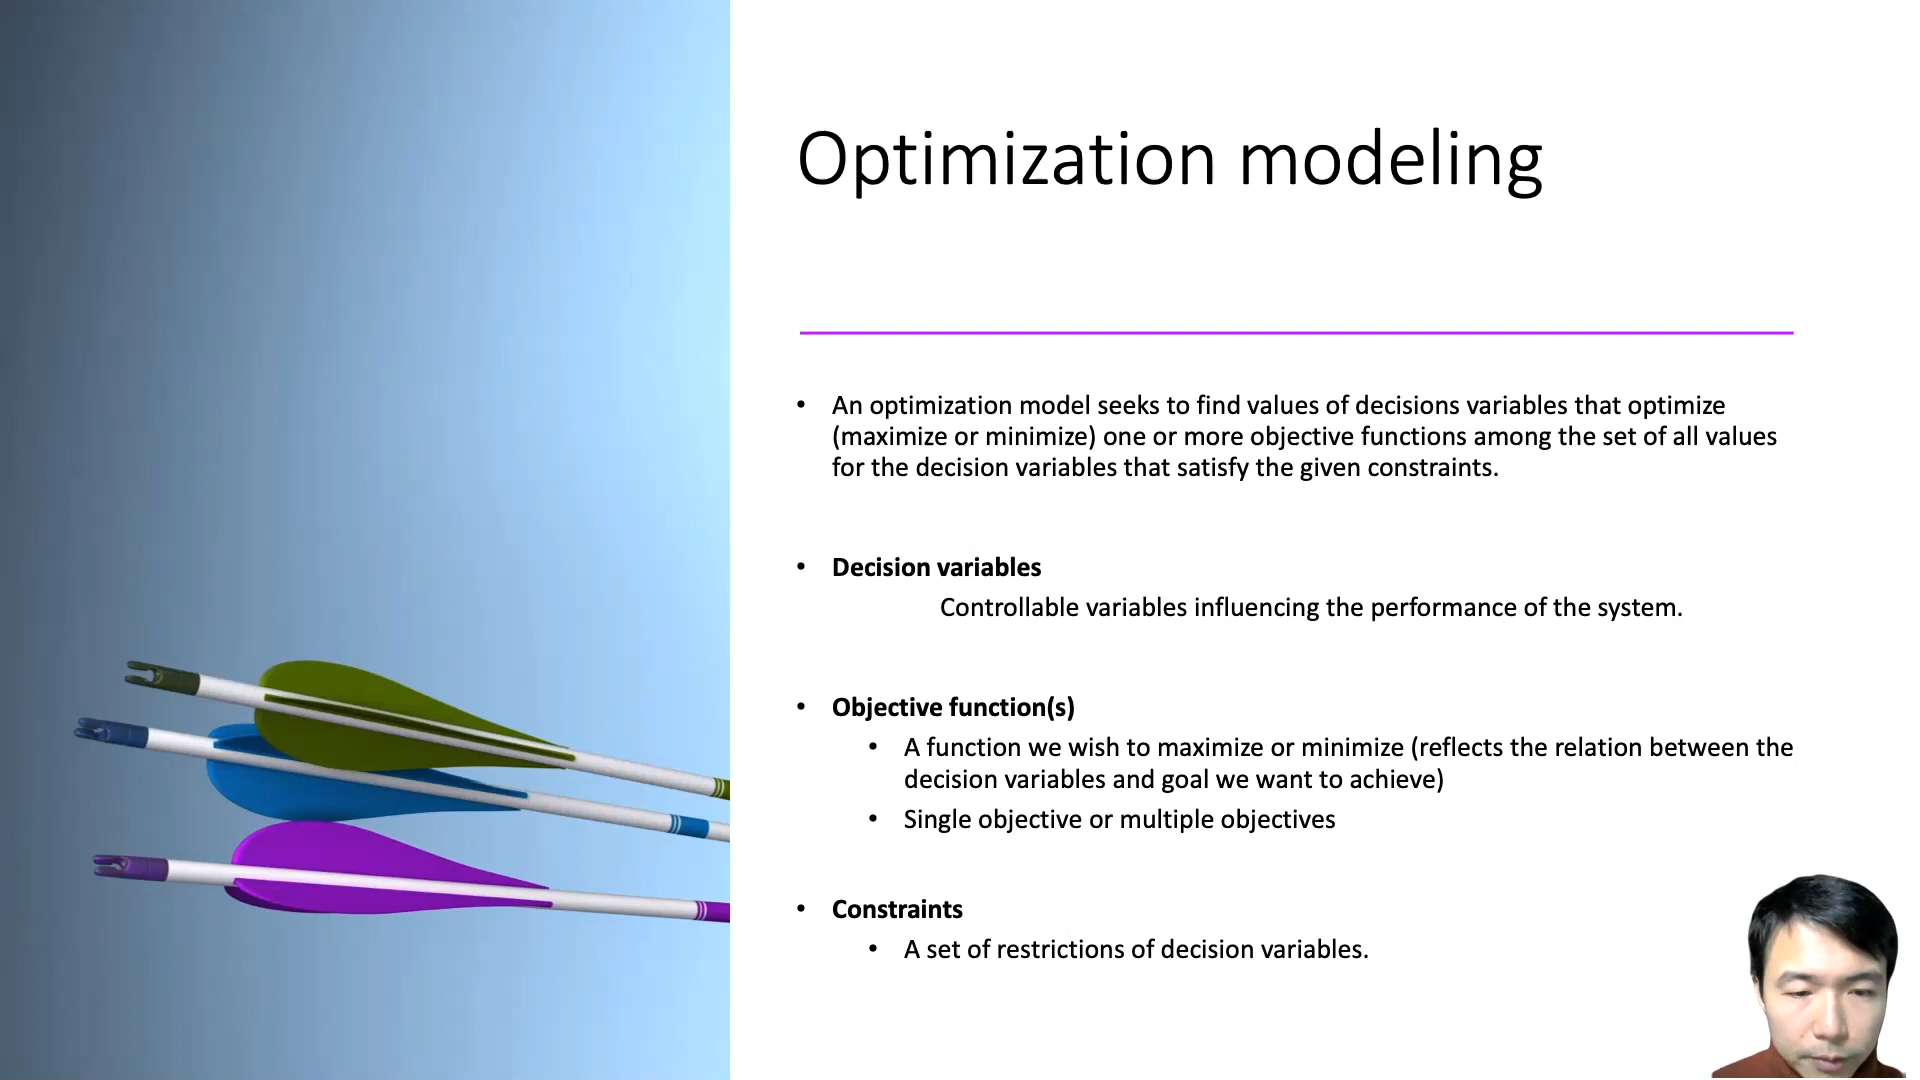 Optimization modeling
• An optimization model seeks to find values of decisions variables that optimize
(maximize or minimize) one or more objective functions among the set of all values
for the decision variables that satisfy the given constraints.
• Decision variables
Controllable variables influencing the performance of the system.
• Objective function(s)
• A function we wish to maximize or minimize (reflects the relation between the
decision variables and goal we want to achieve)
• Single objective or multiple objectives
• Constraints
• A set of restrictions of decision variables.